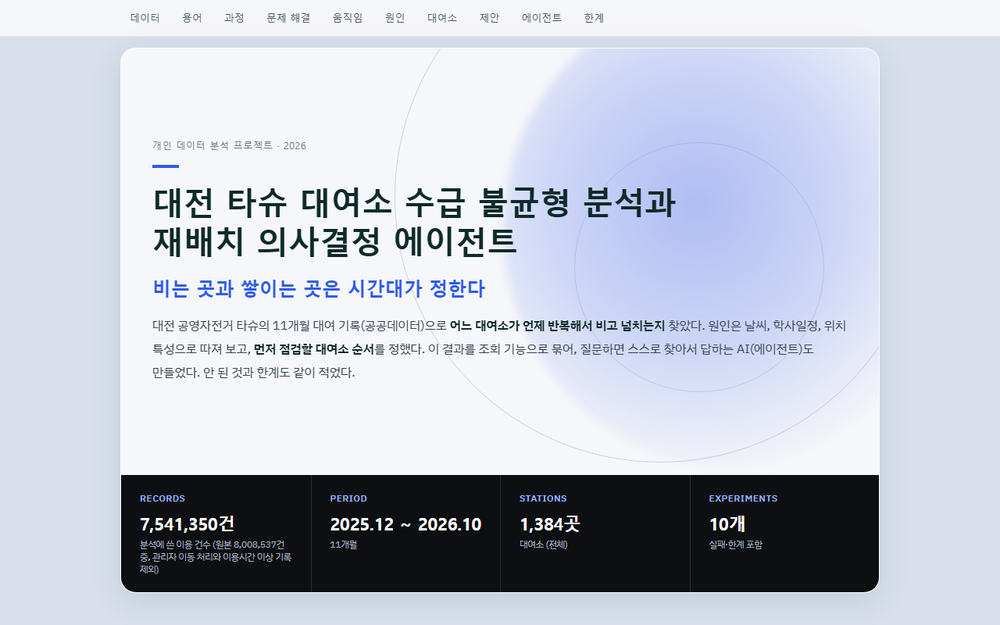 데이터 용어 과정 문제 해결 움직임 원인 대여소 제안 에이전트 한계
개인 데이터 분석 프로젝트 · 2026
대전 타슈 대여소 수급 불균형 분석과
재배치 의사결정 에이전트
비는 곳과 쌓이는 곳은 시간대가 정한다
대전 공영자전거 타슈의 11개월 대여 기록(공공데이터)으로 어느 대여소가 언제 반복해서 비고 넘치는지 찾았다. 원인은 날씨, 학사일정, 위치
특성으로 따져 보고, 먼저 점검할 대여소 순서를 정했다. 이 결과를 조회 기능으로 묶어, 질문하면 스스로 찾아서 답하는 AI(에이전트)도
만들었다. 안 된 것과 한계도 같이 적었다.
RECORDS
7,541,350건
분석에 쓴 이용 건수 (원본 8,008,537건
중, 관리자 이동 처리와 이용시간 이상 기록
제외)
PERIOD
2025.12 ~ 2026.10
11개월
STATIONS
1,384곳
대여소 (전체)
EXPERIMENTS
10개
실패·한계 포함